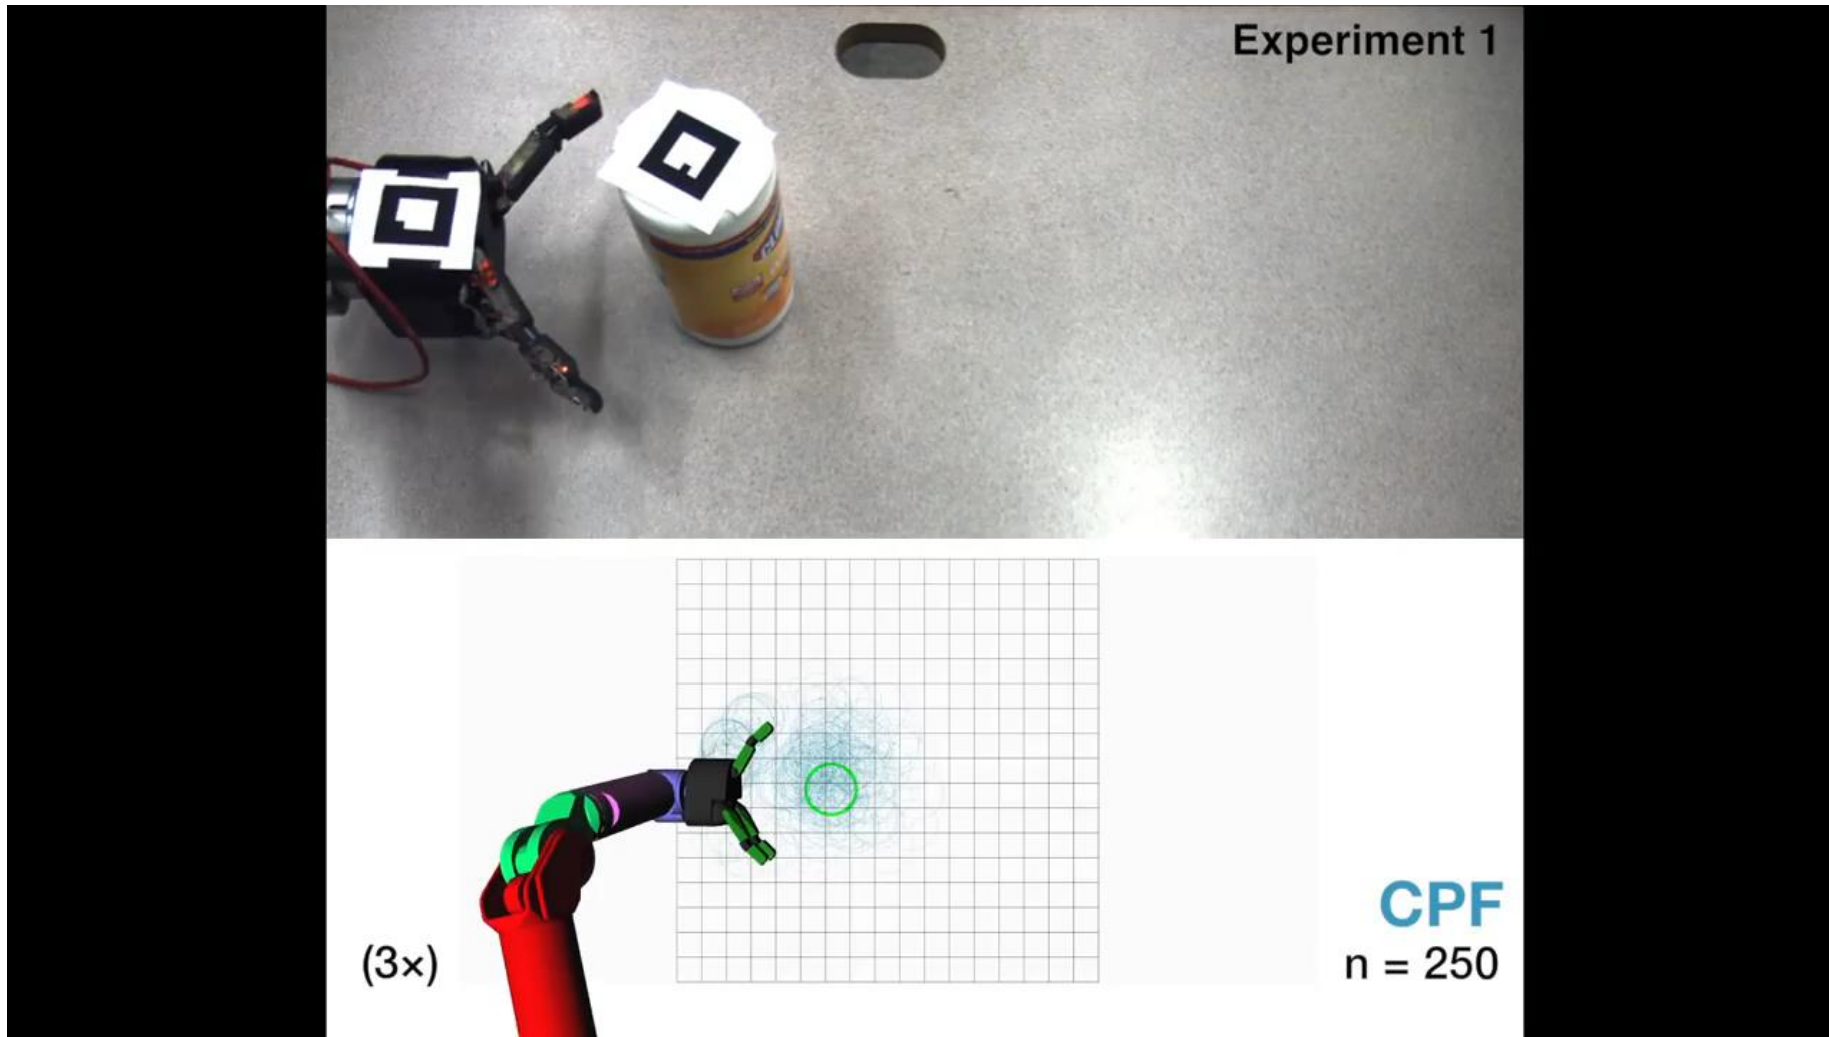 Experiment 1
CPF
(3×)
n = 250